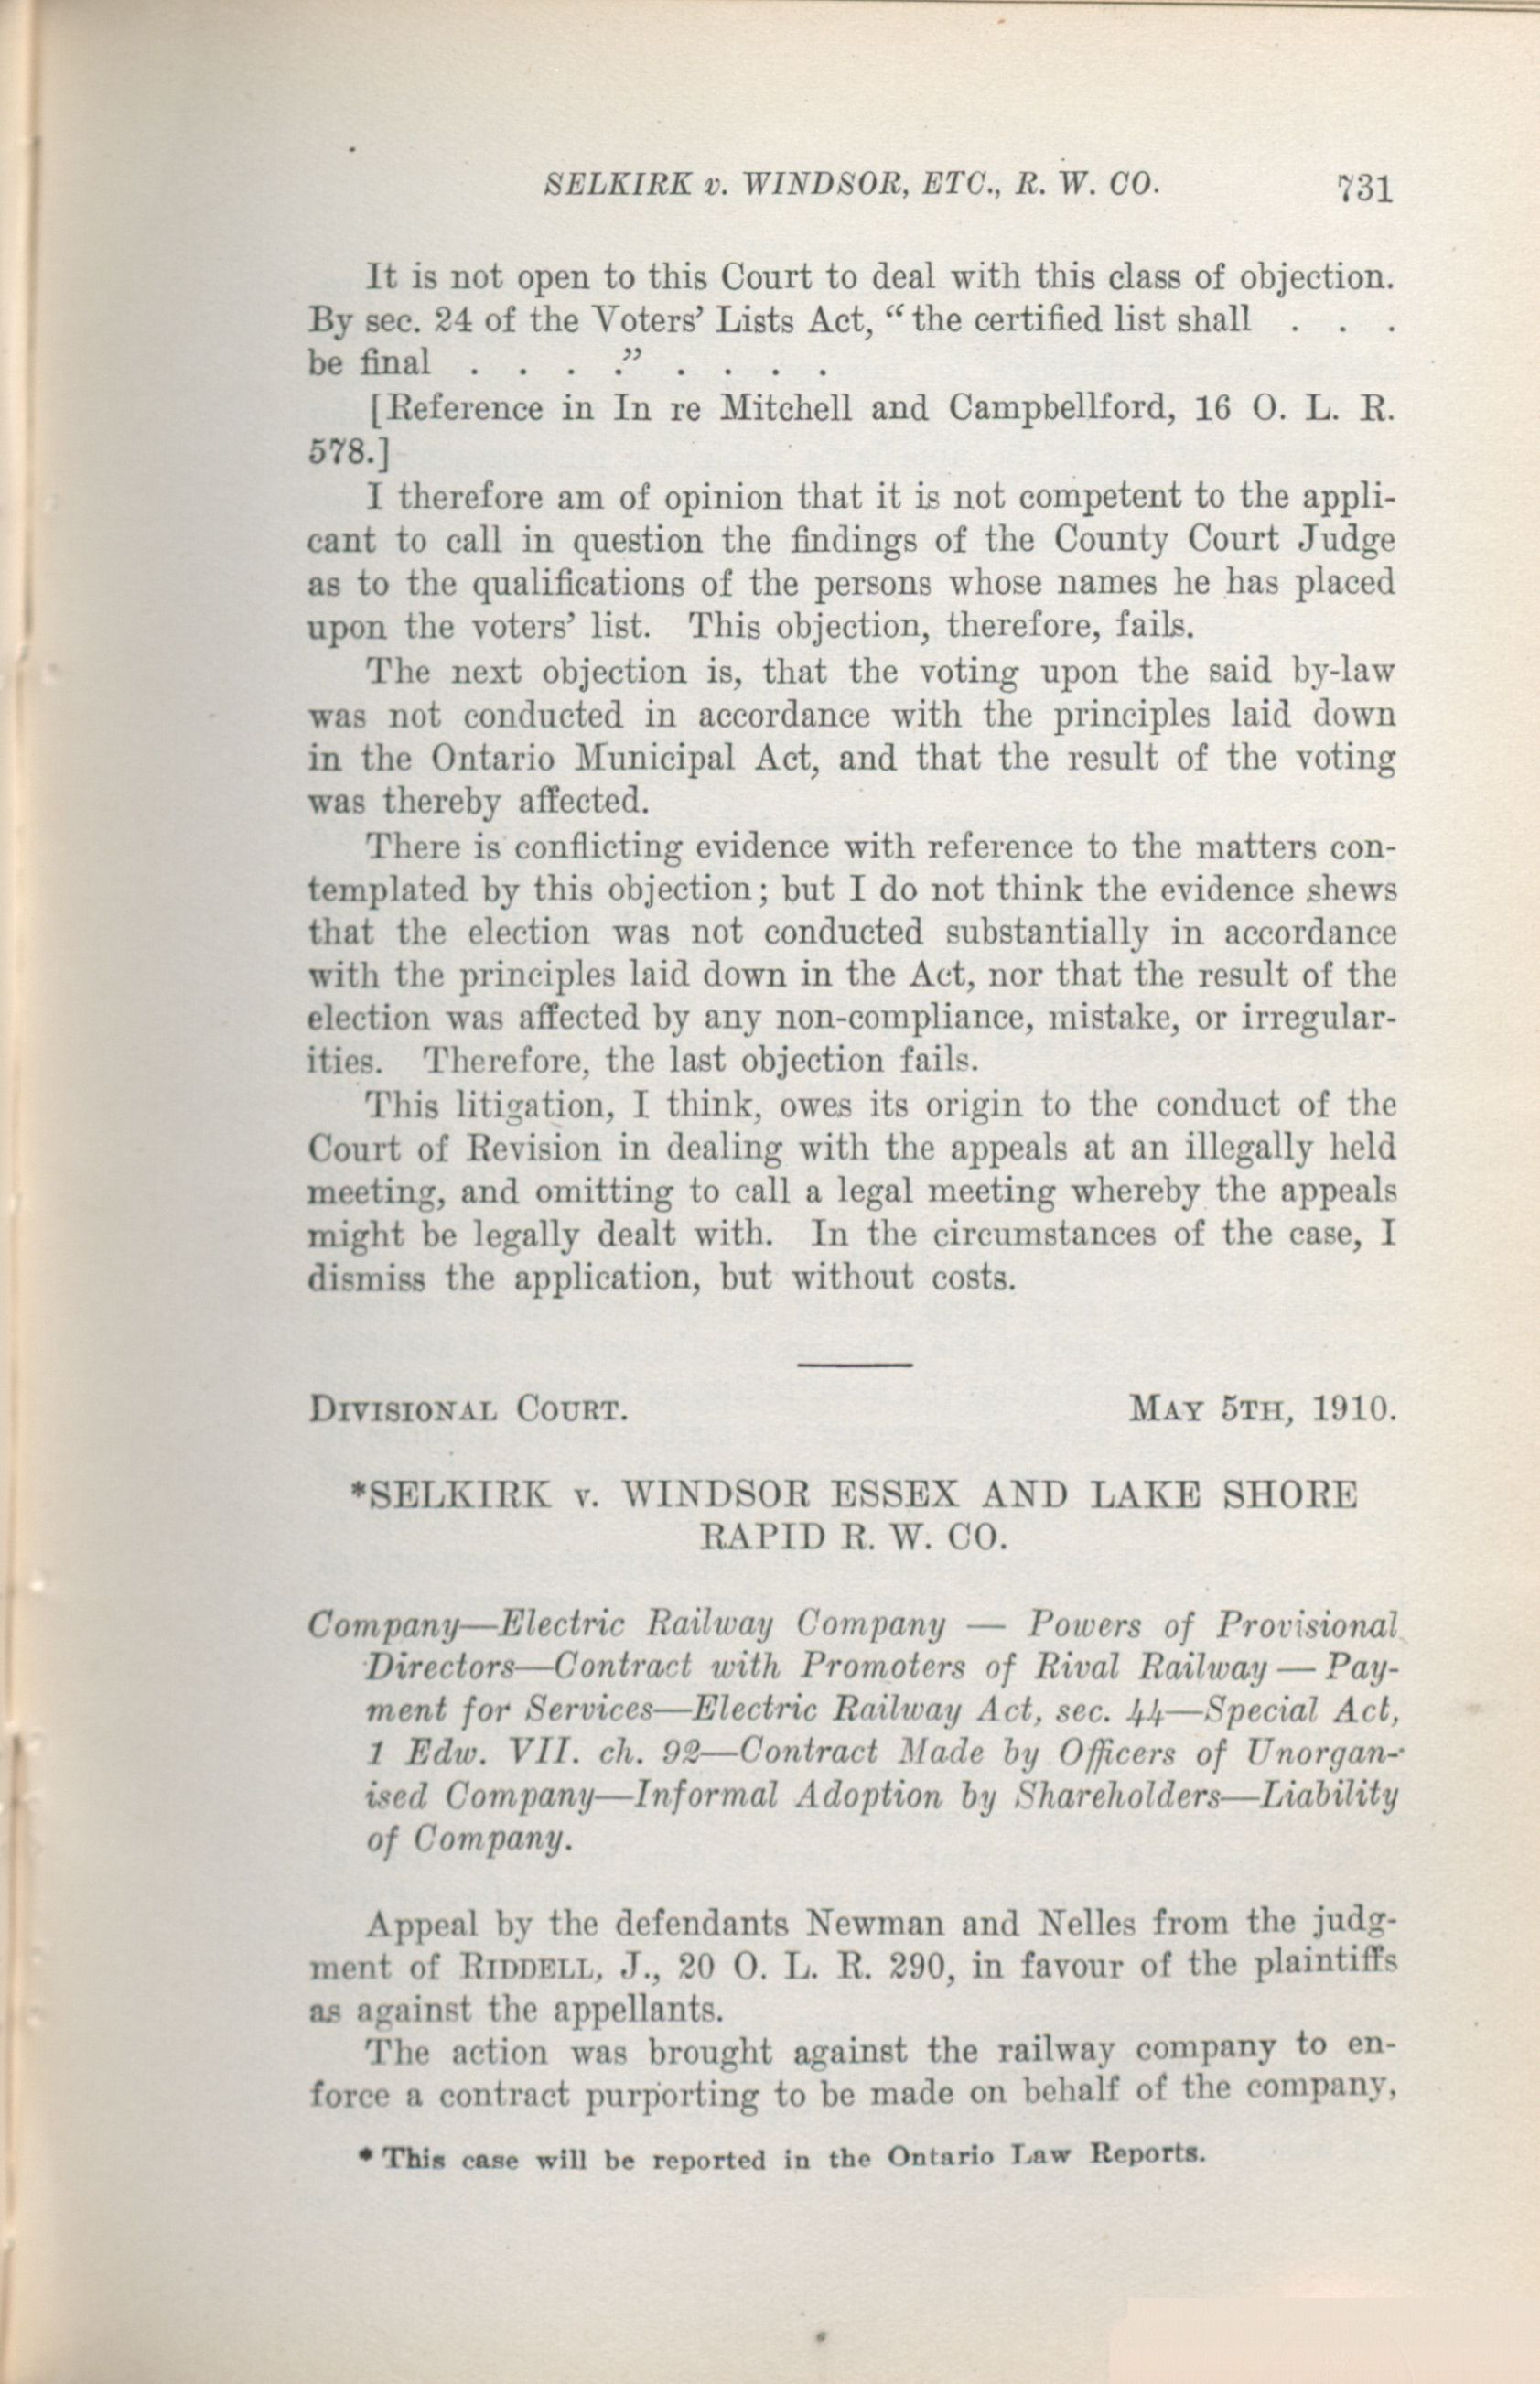 SELKIRK v. WINDSOR, ETC., R. W. CO. 731
It is not open to this Court to deal with this class of objection.
By sec. 24 of the Voters' Lists Act, "the certified list shall . . .
be final . . . ." . . . .
[Reference in In re Mitchell and Campbellford, 16 O. L. R.
578.]
I therefore am of opinion that it is not competent to the appli-
cant to call in question the findings of the County Court Judge
as to the qualifications of the persons whose names he has placed
upon the voters' list. This objection, therefore, fails.
The next objection is, that the voting upon the said by-law
was not conducted in accordance with the principles laid down
in the Ontario Municipal Act, and that the result of the voting
was thereby affected.
There is conflicting evidence with reference to the matters con-
templated by this objection; but I do not think the evidence shews
that the election was not conducted substantially in accordance
with the principles laid down in the Act, nor that the result of the
election was affected by any non-compliance, mistake, or irregular-
ities. Therefore, the last objection fails.
This litigation, I think, owes its origin to the conduct of the
Court of Revision in dealing with the appeals at an illegally held
meeting, and omitting to call a legal meeting whereby the appeals
might be legally dealt with. In the circumstances of the case, I
dismiss the application, but without costs.
DIVISIONAL COURT. MAY 5TH, 1910.
*SELKIRK v. WINDSOR ESSEX AND LAKE SHORE
RAPID R. W. CO.
Company—Electric Railway Company — Powers of Provisional
Directors—Contract with Promoters of Rival Railway — Pay-
ment for Services—Electric Railway Act, sec. 44—Special Act,
1 Edw. VII. ch. 92—Contract Made by Officers of Unorgan-
ised Company—Informal Adoption by Shareholders—Liability
of Company.
Appeal by the defendants Newman and Nelles from the judg-
ment of RIDDELL, J., 20 O. L. R. 290, in favour of the plaintiffs
as against the appellants.
The action was brought against the railway company to en-
force a contract purporting to be made on behalf of the company,
* This case will be reported in the Ontario Law Reports.